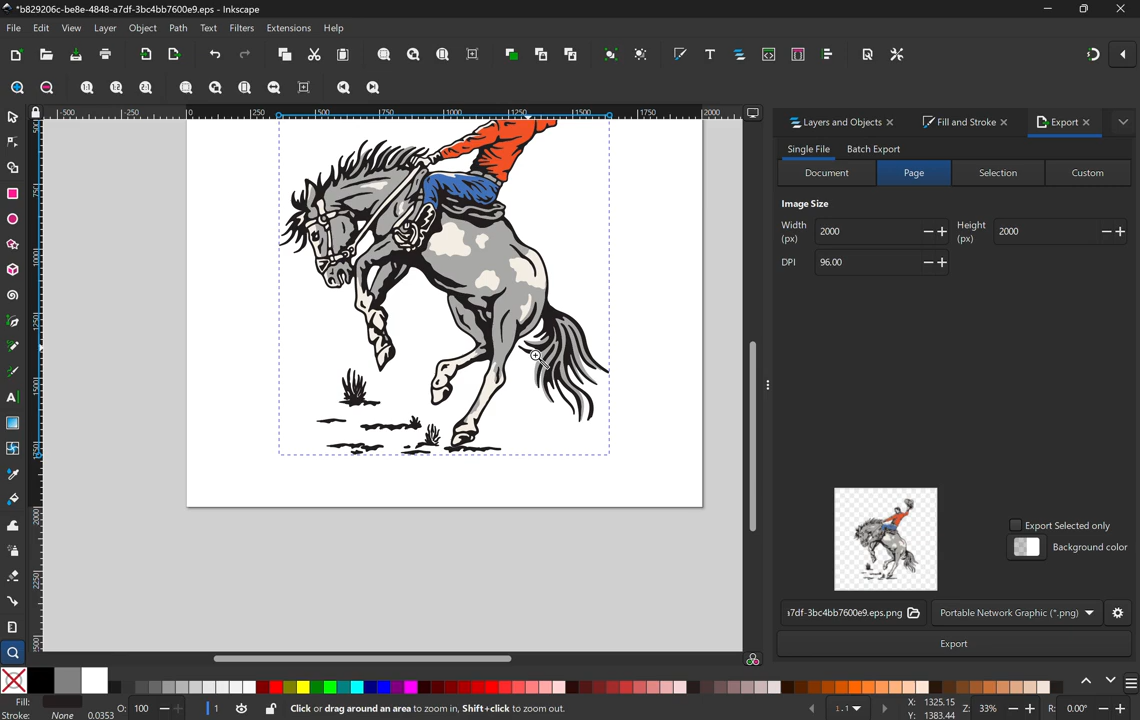 *b829206c-be8e-4848-a7df-3bc4bb7600e9.eps - Inkscape
File Edit View Layer Object Path Text Filters Extensions Help
-500 -250 0 250 500 750 1000 1250 1500 1750 2000
Layers and Objects Fill and Stroke Export
Single File Batch Export
Document Page Selection Custom
Image Size
Width (px) 2000 Height (px) 2000
DPI 96.00
Export Selected only
Background color
a7df-3bc4bb7600e9.eps.png Portable Network Graphic (*.png)
Export
Fill: O: 100 1 Click or drag around an area to zoom in, Shift+click to zoom out. 1.1 X: 1325.15 Z: 33% R: 0.00°
Stroke: None 0.0353 Y: 1383.44